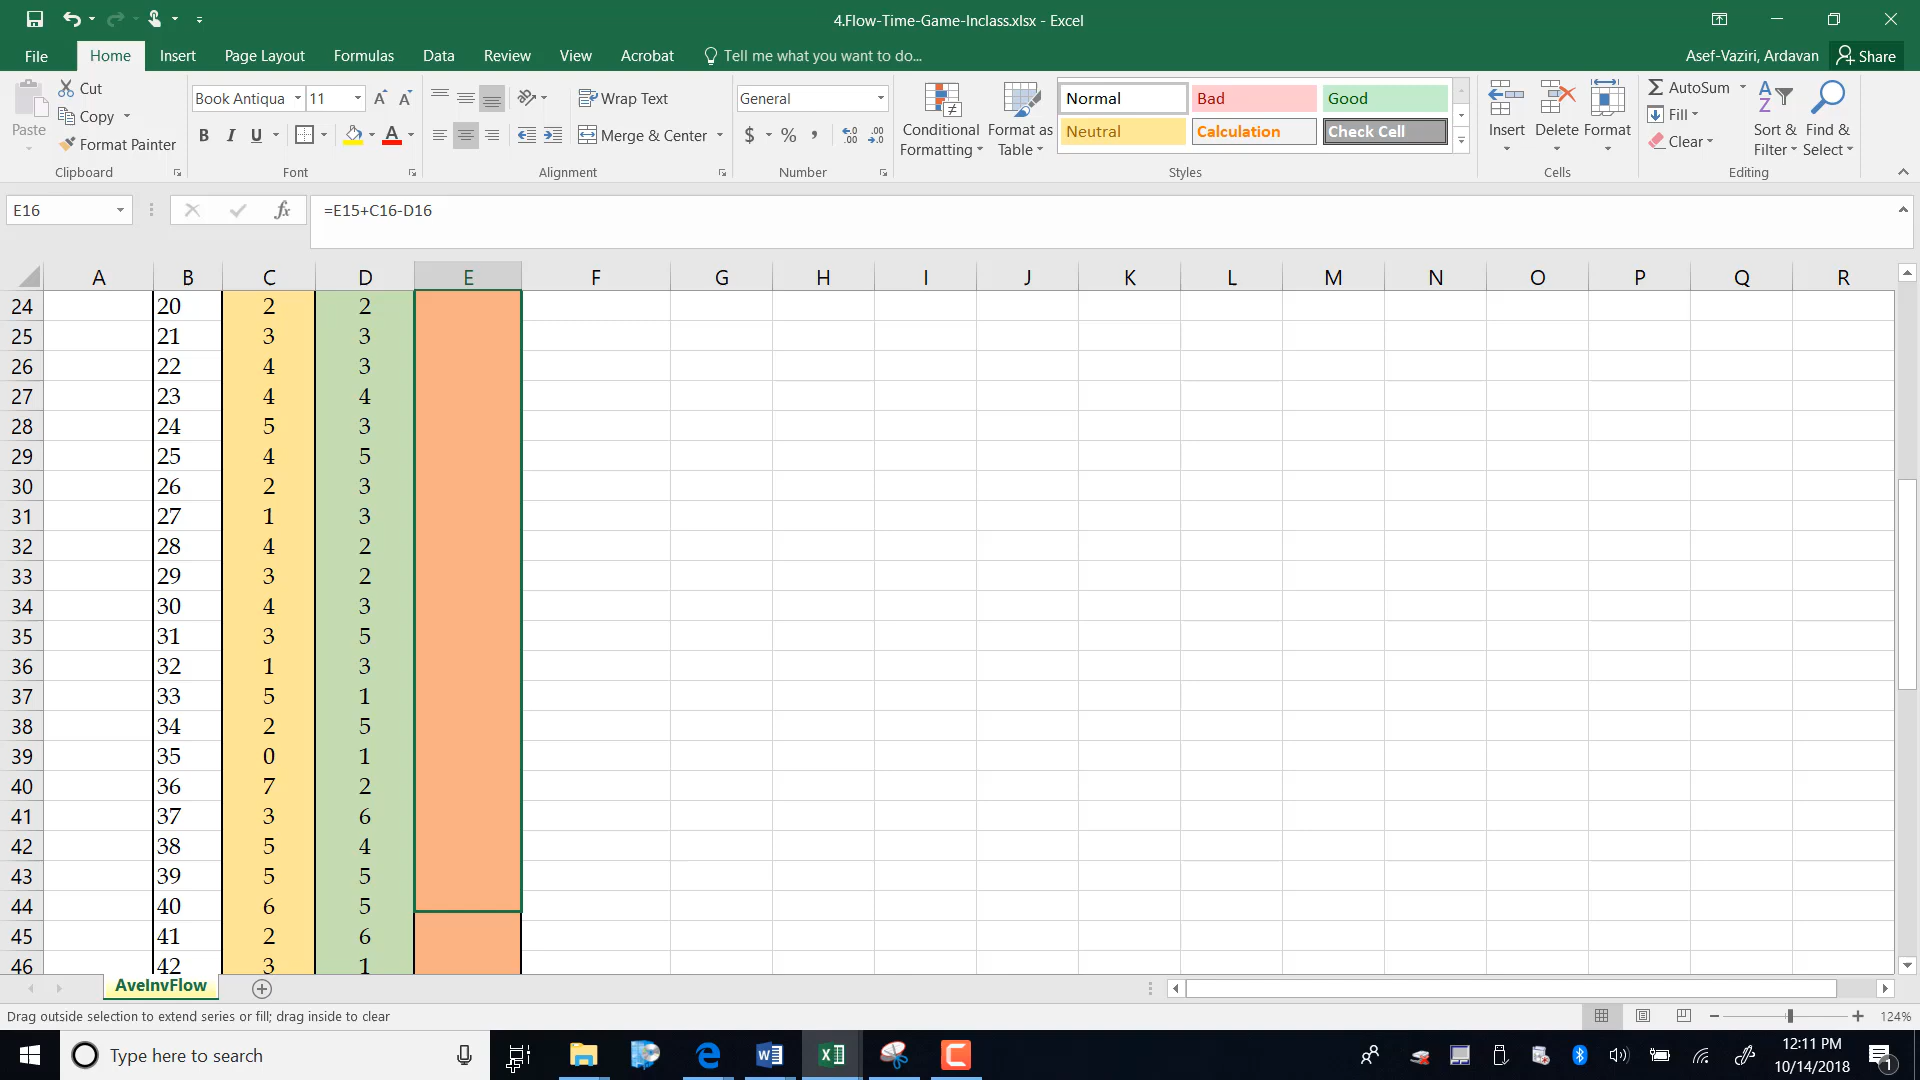 4.Flow-Time-Game-Inclass.xlsx - Excel
File Home Insert Page Layout Formulas Data Review View Acrobat Tell me what you want to do... Asef-Vaziri, Ardavan Share
Paste Cut Copy Format Painter Clipboard
Book Antiqua 11 B I U A A A Font
Wrap Text Merge & Center Alignment
General $ % , Number
Conditional Formatting Format as Table
Normal Bad Good
Neutral Calculation Check Cell
Styles
Insert Delete Format Cells
AutoSum Fill Clear Sort & Filter Find & Select Editing
E16 fx =E15+C16-D16
A B C D E F G H I J K L M N O P Q R
24 20 2 2
25 21 3 3
26 22 4 3
27 23 4 4
28 24 5 3
29 25 4 5
30 26 2 3
31 27 1 3
32 28 4 2
33 29 3 2
34 30 4 3
35 31 3 5
36 32 1 3
37 33 5 1
38 34 2 5
39 35 0 1
40 36 7 2
41 37 3 6
42 38 5 4
43 39 5 5
44 40 6 5
45 41 2 6
46 42 3 1
AveInvFlow
Drag outside selection to extend series or fill; drag inside to clear 124%
Type here to search 12:11 PM
10/14/2018 1